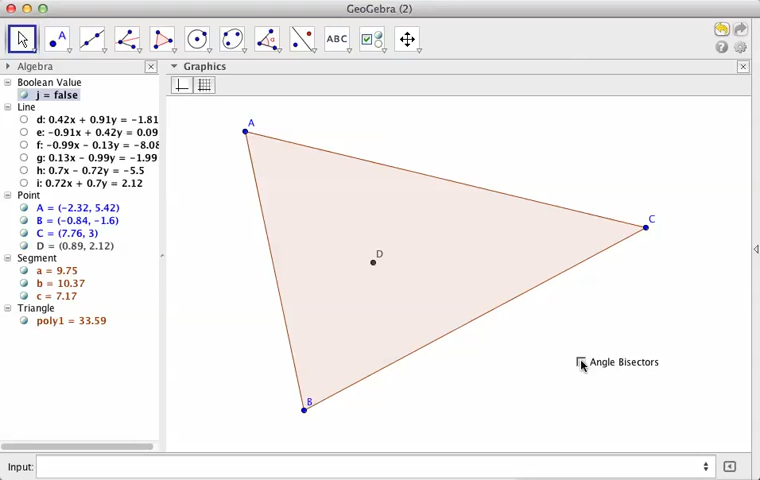 GeoGebra (2)
A
α
ABC
?
Algebra
Graphics
Boolean Value
j = false
Line
d: 0.42x + 0.91y = -1.81
e: -0.91x + 0.42y = 0.09
f: -0.99x - 0.13y = -8.08
g: 0.13x - 0.99y = -1.99
h: 0.7x - 0.72y = -5.5
i: 0.72x + 0.7y = 2.12
Point
A = (-2.32, 5.42)
B = (-0.84, -1.6)
C = (7.76, 3)
D = (0.89, 2.12)
Segment
a = 9.75
b = 10.37
c = 7.17
Triangle
poly1 = 33.59
A
C
D
Angle Bisectors
B
Input: